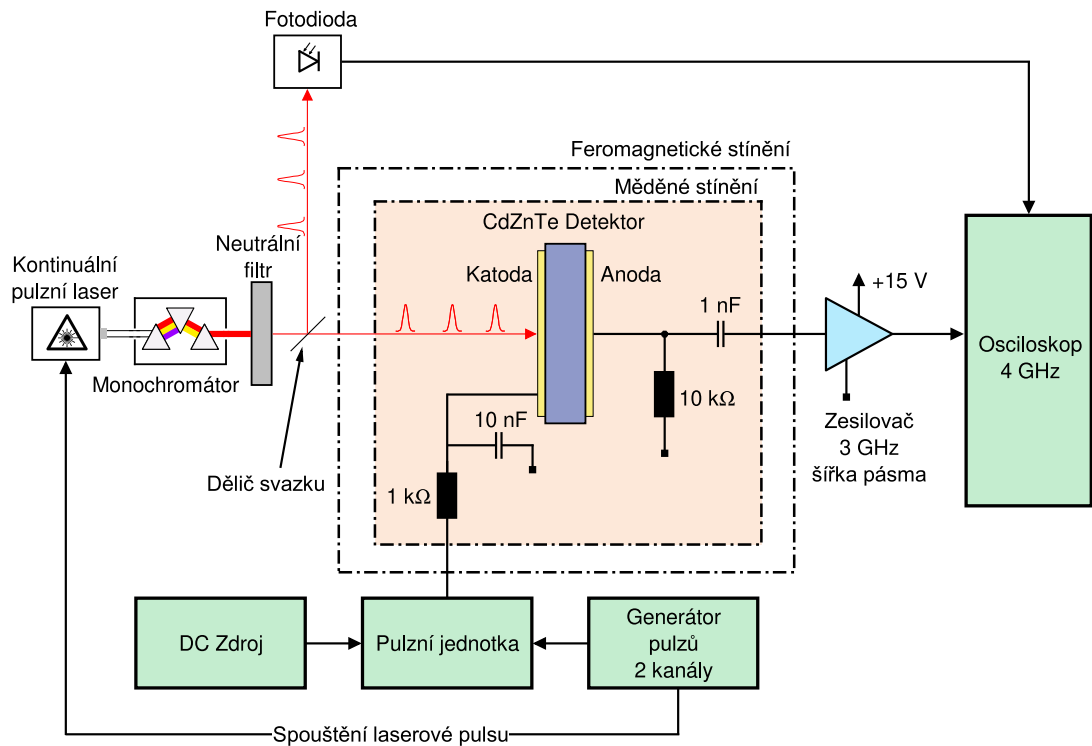 Fotodioda
Feromagnetické stínění
Měděné stínění
CdZnTe Detektor
Neutrální
filtr
Kontinuální
pulzní laser
Katoda
Anoda
1 nF
+15 V
Monochromátor
Osciloskop
4 GHz
10 kΩ
10 nF
Zesilovač
3 GHz
šířka pásma
Dělič svazku
1 kΩ
DC Zdroj
Pulzní jednotka
Generátor
pulzů
2 kanály
Spouštění laserové pulsu